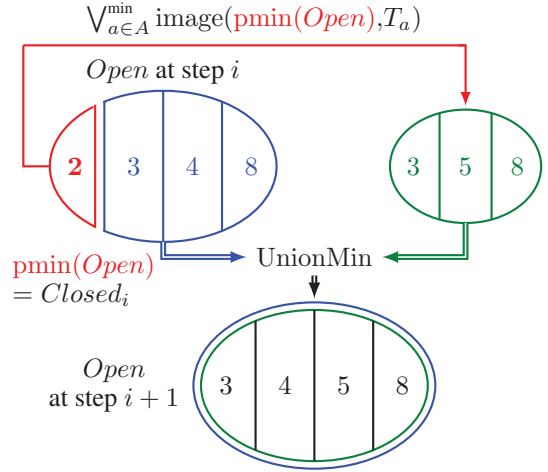 ⋁^min_{a∈A} image(pmin(Open),T_a)
Open at step i
2 3 4 8
3 5 8
UnionMin
pmin(Open)
= Closed_i
Open
at step i + 1
3 4 5 8